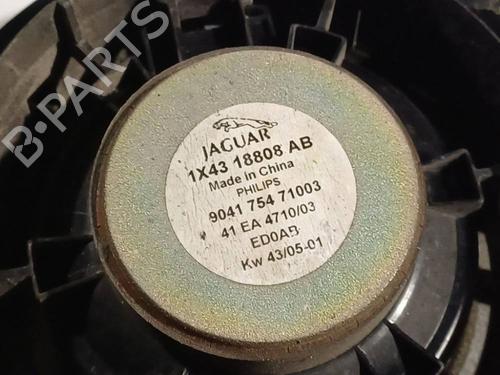 B-PARTS
JAGUAR
1X43 18808 AB
Made in China
PHILIPS
9041 754 71003
41 EA 4710/03
ED0AB
Kw 43/05-01